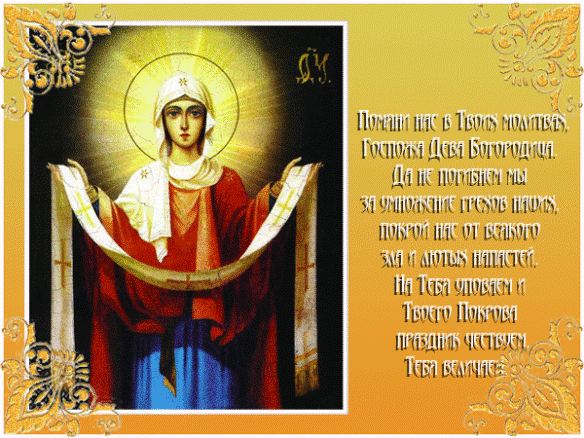 Помяни нас в Твоих молитвах,
Госпожа Дева Богородица.
Да не погибнем мы
за умножение грехов наших,
покрой нас от всякого
зла и лютых напастей.
На Тебя уповаем и
Твоего Покрова
праздник чествуем,
Тебя величаем